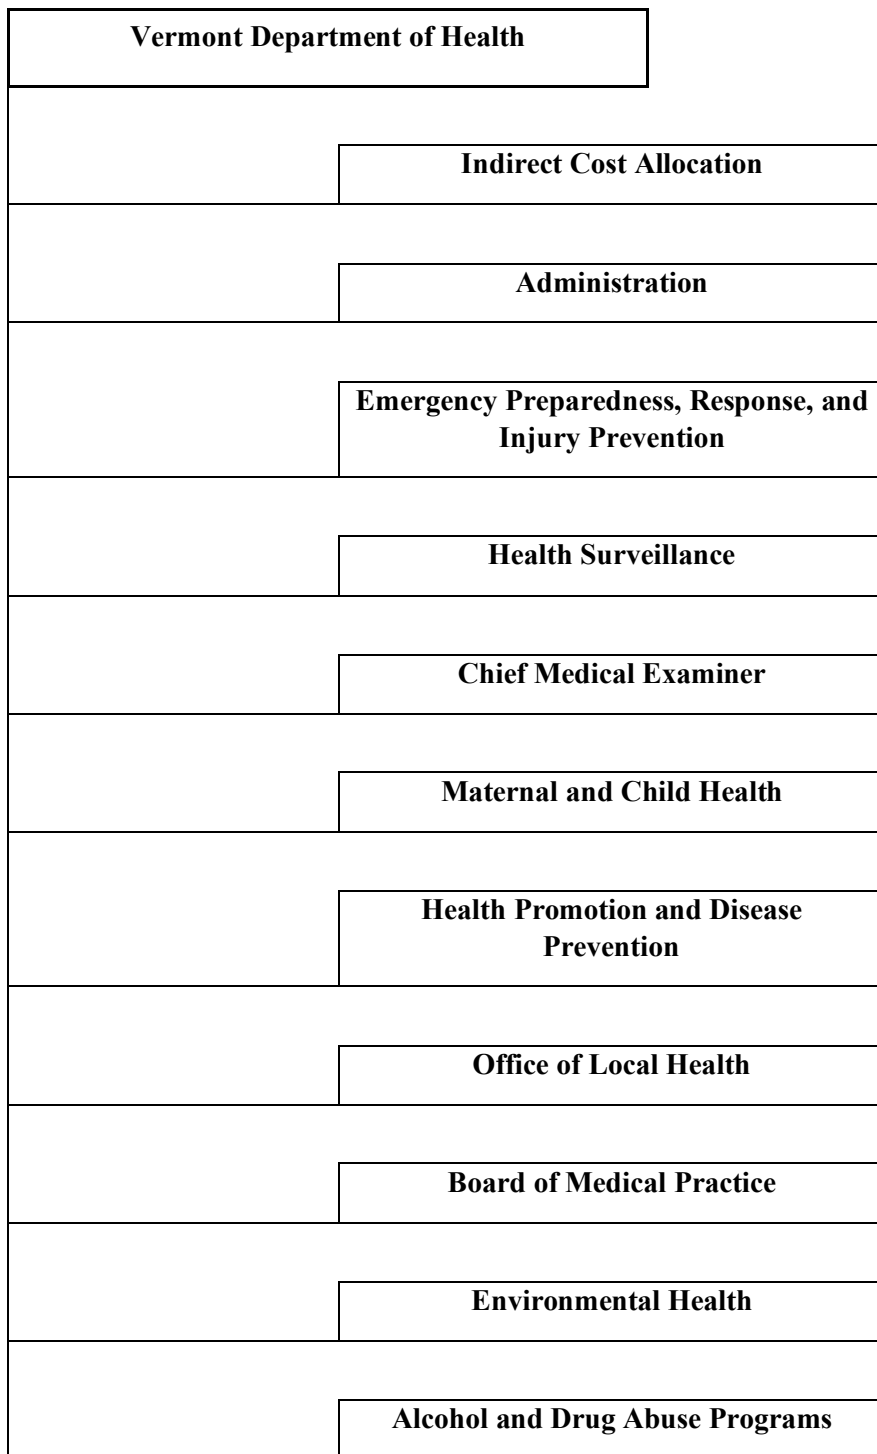 Vermont Department of Health
Indirect Cost Allocation
Administration
Emergency Preparedness, Response, and
Injury Prevention
Health Surveillance
Chief Medical Examiner
Maternal and Child Health
Health Promotion and Disease
Prevention
Office of Local Health
Board of Medical Practice
Environmental Health
Alcohol and Drug Abuse Programs